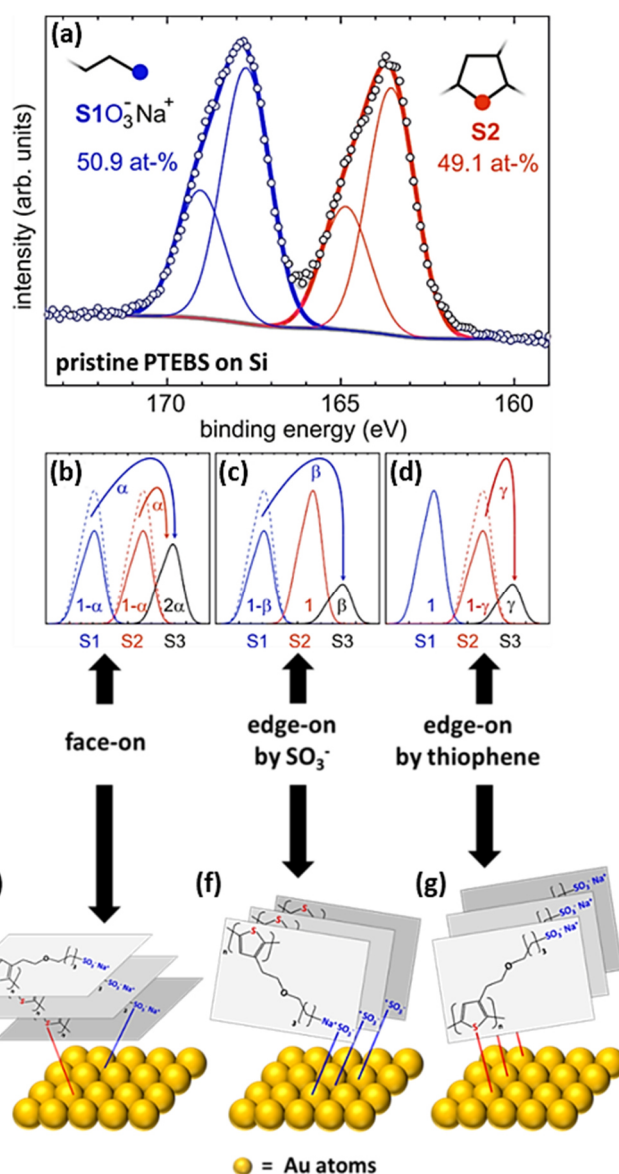 (a)
S1O₃⁻Na⁺
50.9 at-%
S2
49.1 at-%
intensity (arb. units)
pristine PTEBS on Si
170
165
160
binding energy (eV)
(b)
(c)
(d)
α
α
β
γ
1-α
1-α
2α
1-β
1
β
1
1-γ
γ
S1
S2
S3
S1
S2
S3
S1
S2
S3
face-on
edge-on
by SO₃⁻
edge-on
by thiophene
)
(f)
(g)
= Au atoms